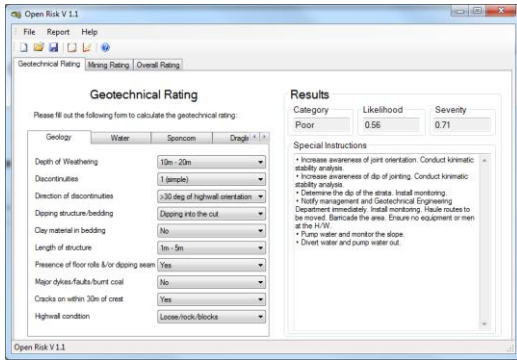 Open Risk V 1.1
File Report Help
Geotechnical Rating Mining Rating Overall Rating
Geotechnical Rating
Please fill out the following form to calculate the geotechnical rating:
Geology Water Sponcom Dragli
Depth of Weathering 10m - 20m
Discontinuities 1 (simple)
Direction of discontinuities >30 deg of highwall orientation
Dipping structure/bedding Dipping into the cut
Clay material in bedding No
Length of structure 1m - 5m
Presence of floor rolls &/or dipping seam Yes
Major dykes/faults/burnt coal No
Cracks on within 30m of crest Yes
Highwall condition Loose/rock/blocks
Results
Category Likelihood Severity
Poor 0.56 0.71
Special Instructions
• Increase awareness of joint orientation. Conduct kinimatic
stability analysis.
• Increase awareness of dip of jointing. Conduct kinimatic
stability analysis.
• Determine the dip of the strata. Install monitoring.
• Notify management and Geotechnical Engineering
Department immediately. Install monitoring. Haule routes to
be moved. Barricade the area. Ensure no equipment or men
at the H/W.
• Pump water and monitor the slope.
• Divert water and pump water out.
Open Risk V 1.1